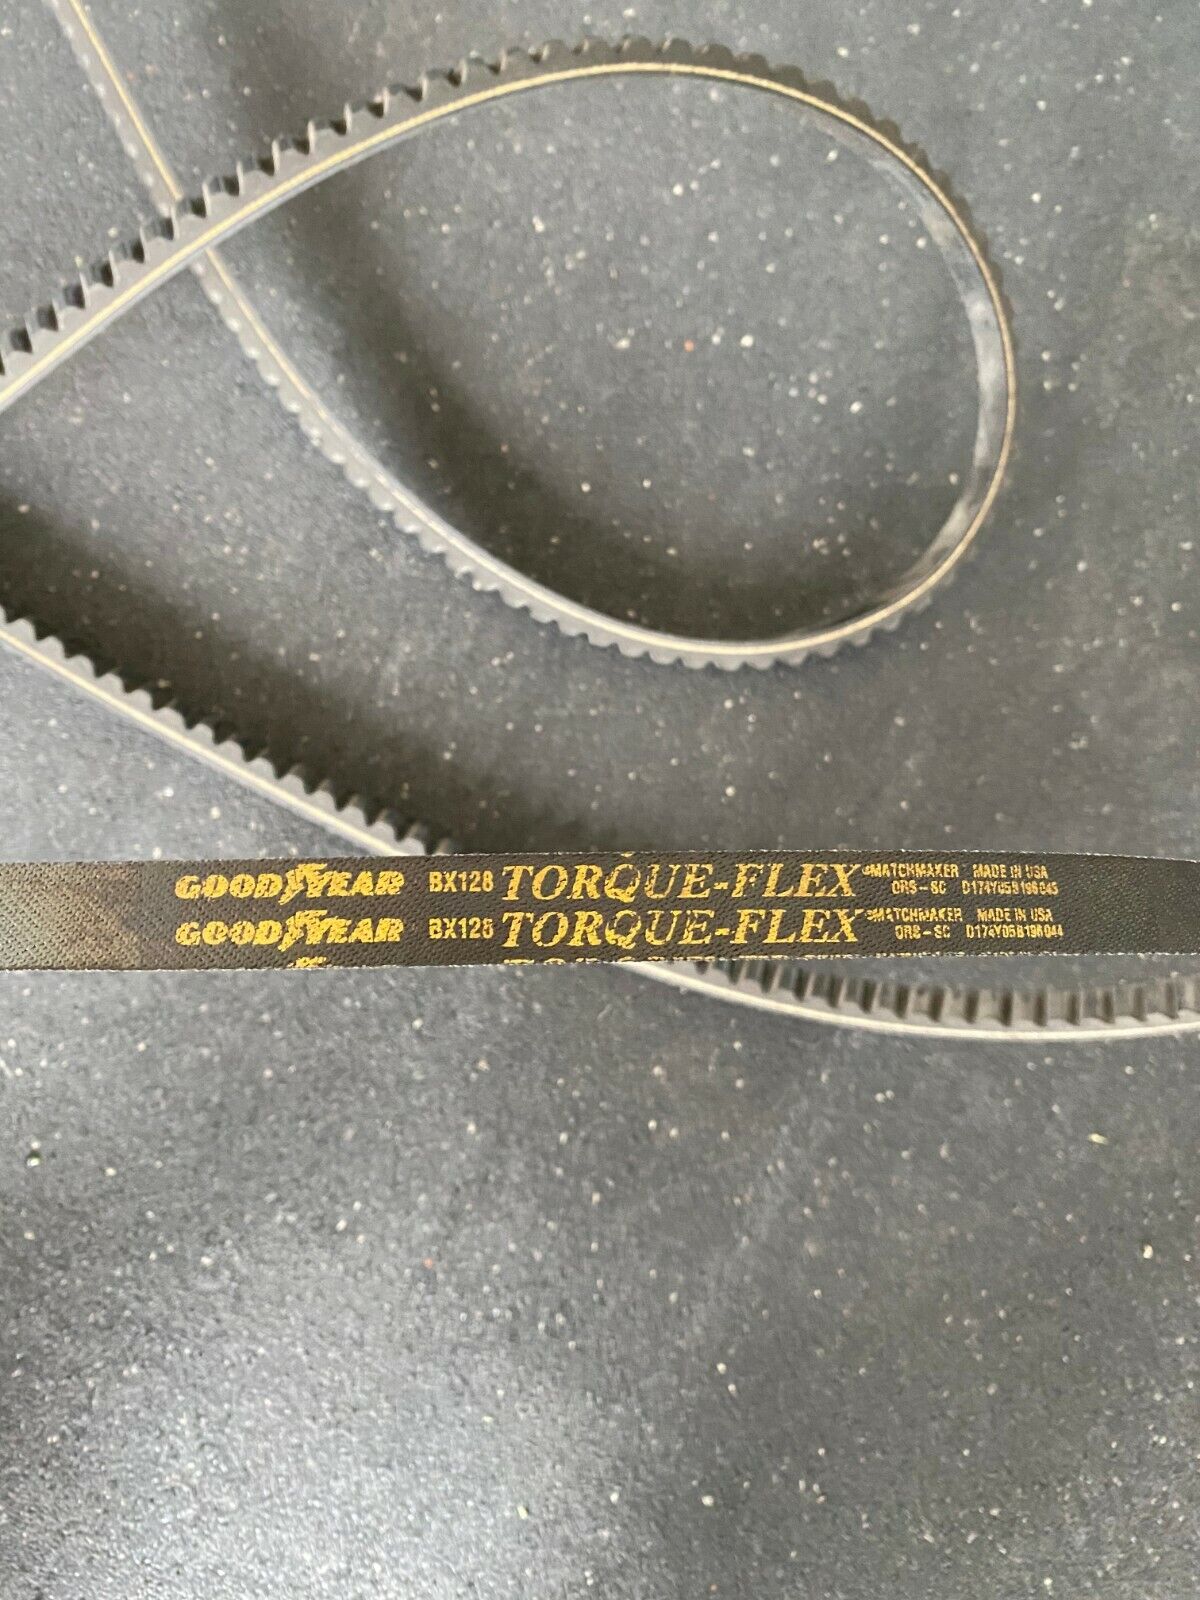 GOODYEAR BX128 TORQUE-FLEX ®MATCHMAKER MADE IN USA
ORS-SC D174Y05B196045
GOODYEAR BX128 TORQUE-FLEX ®MATCHMAKER MADE IN USA
ORS-SC D174Y05B196044